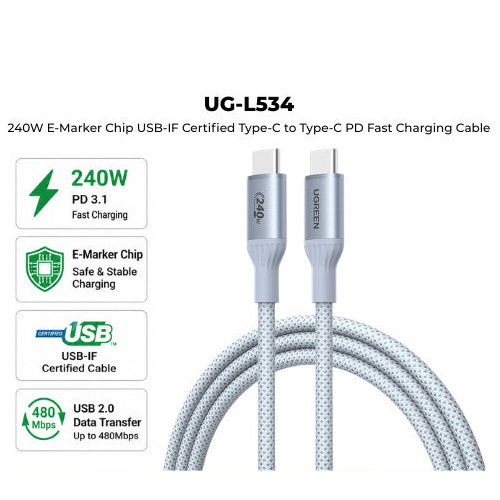 UG-L534
240W E-Marker Chip USB-IF Certified Type-C to Type-C PD Fast Charging Cable
240W
PD 3.1
Fast Charging
E-Marker Chip
Safe & Stable
Charging
CERTIFIED USB™
USB-IF
Certified Cable
480
Mbps
USB 2.0
Data Transfer
Up to 480Mbps
240W
UGREEN